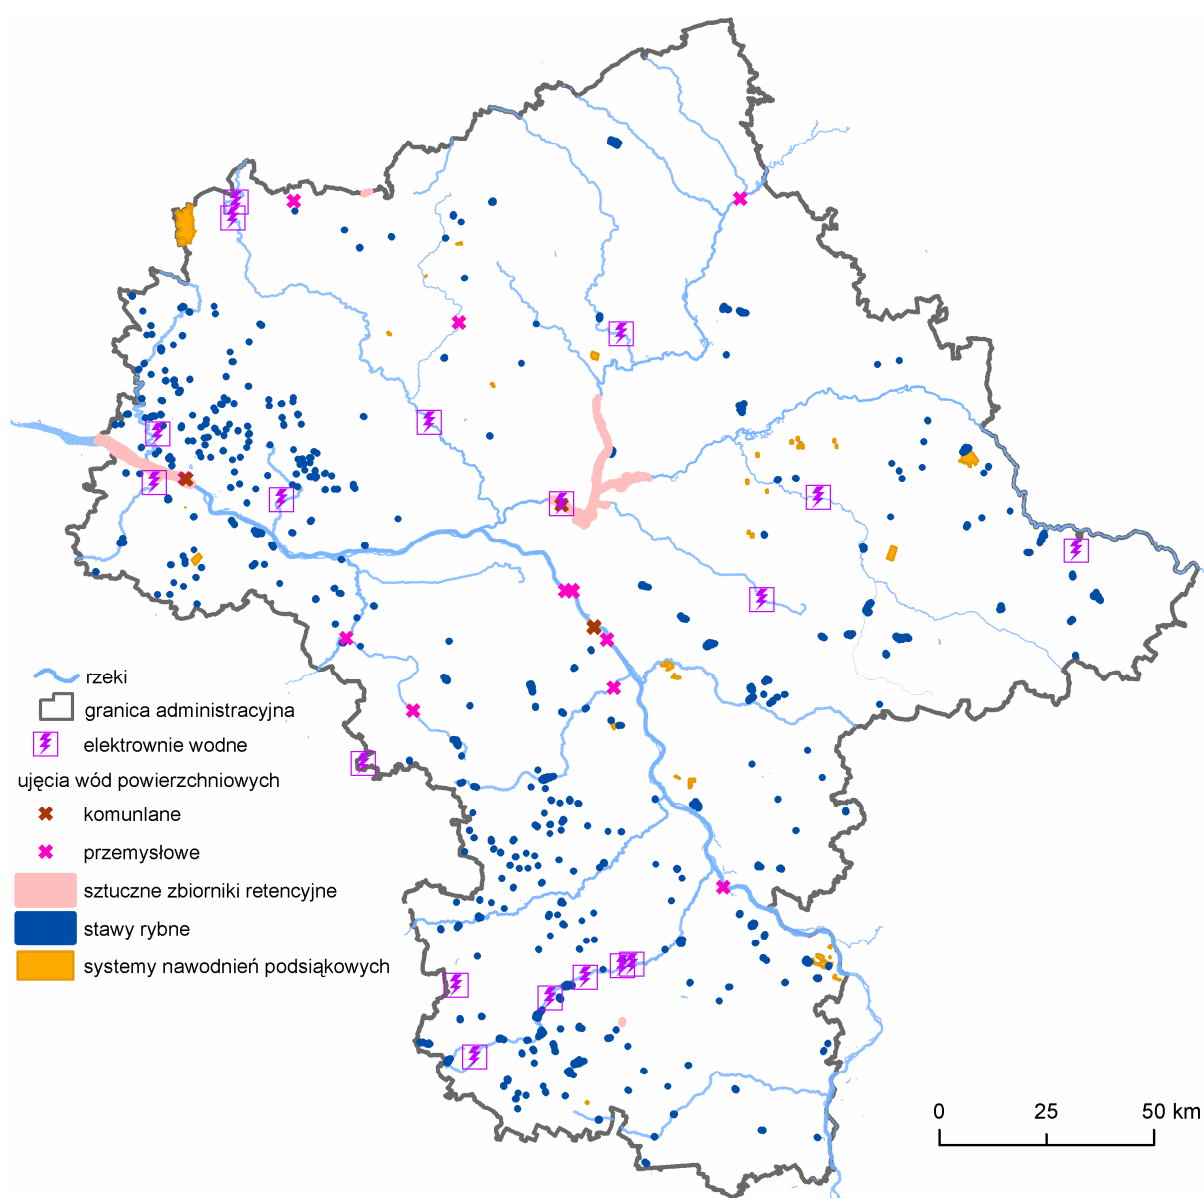 rzeki
granica administracyjna
elektrownie wodne
ujęcia wód powierzchniowych
komunlane
przemysłowe
sztuczne zbiorniki retencyjne
stawy rybne
systemy nawodnień podsiąkowych
0 25 50 km